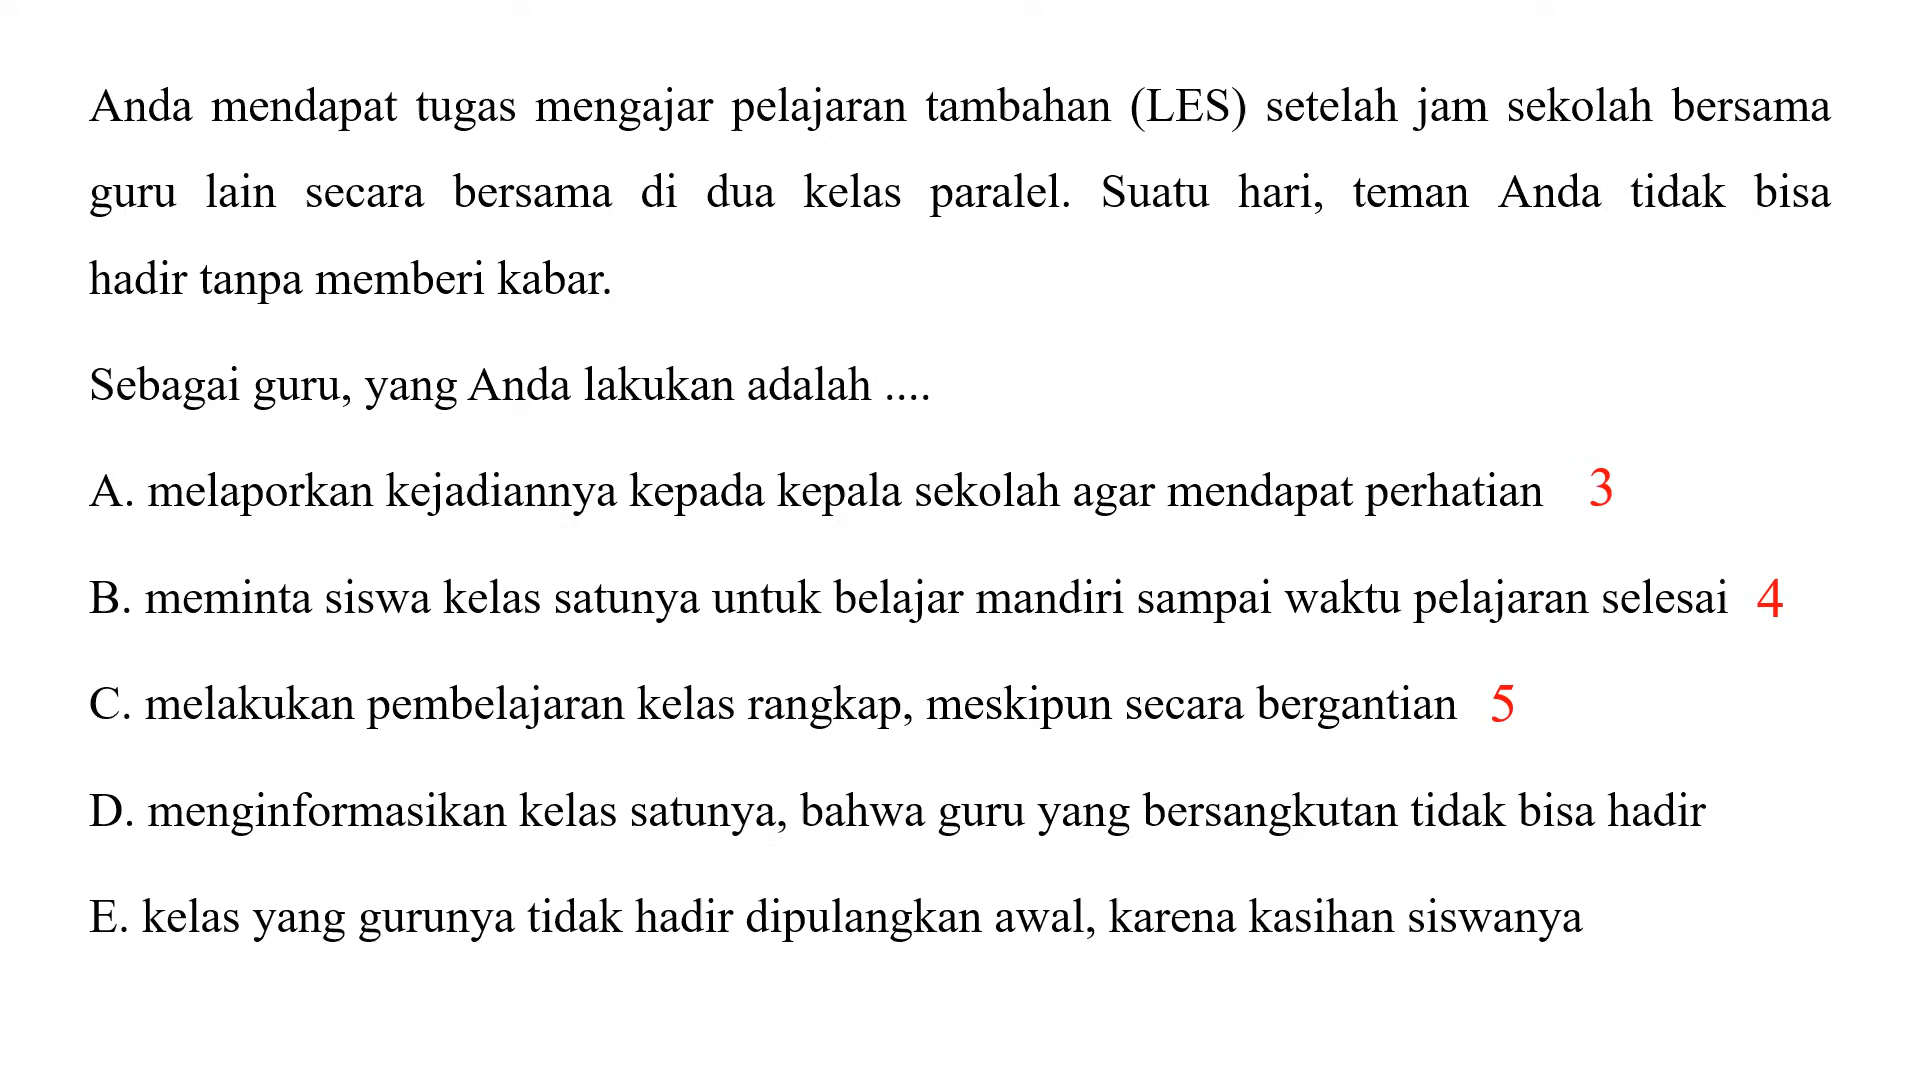 Anda mendapat tugas mengajar pelajaran tambahan (LES) setelah jam sekolah bersama
guru lain secara bersama di dua kelas paralel. Suatu hari, teman Anda tidak bisa
hadir tanpa memberi kabar.
Sebagai guru, yang Anda lakukan adalah ....
A. melaporkan kejadiannya kepada kepala sekolah agar mendapat perhatian 3
B. meminta siswa kelas satunya untuk belajar mandiri sampai waktu pelajaran selesai 4
C. melakukan pembelajaran kelas rangkap, meskipun secara bergantian 5
D. menginformasikan kelas satunya, bahwa guru yang bersangkutan tidak bisa hadir
E. kelas yang gurunya tidak hadir dipulangkan awal, karena kasihan siswanya